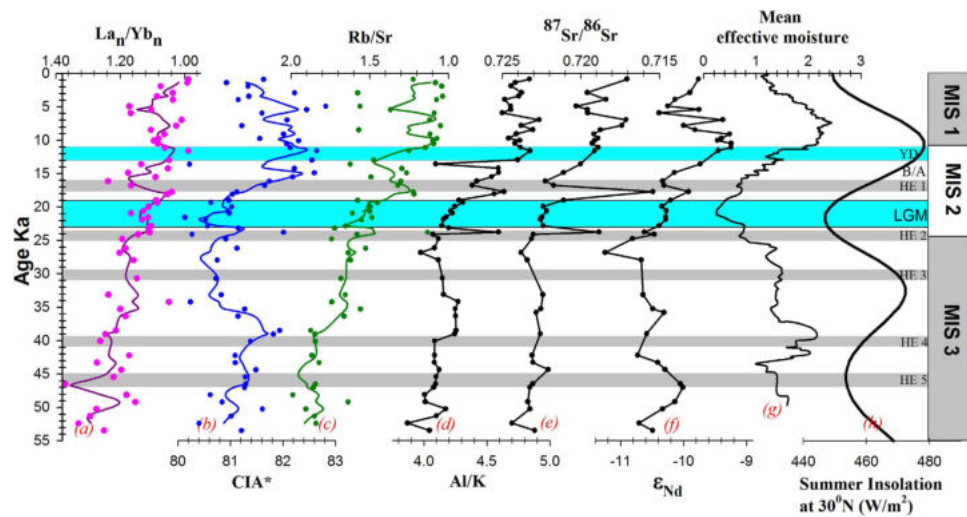 Mean
La_n/Yb_n Rb/Sr ⁸⁷Sr/⁸⁶Sr effective moisture
1.40 1.20 1.00 2.0 1.5 1.0 0.725 0.720 0.715 0 1 2 3
Age Ka
0
5
10
15
20
25
30
35
40
45
50
55
YD
B/A
HE 1
LGM
HE 2
HE 3
HE 4
HE 5
MIS 1
MIS 2
MIS 3
(a) (b) (c) (d) (e) (f) (g) (h)
80 81 82 83 4.0 4.5 5.0 -11 -10 -9 440 460 480
CIA* Al/K ε_Nd Summer Insolation
at 30⁰N (W/m²)